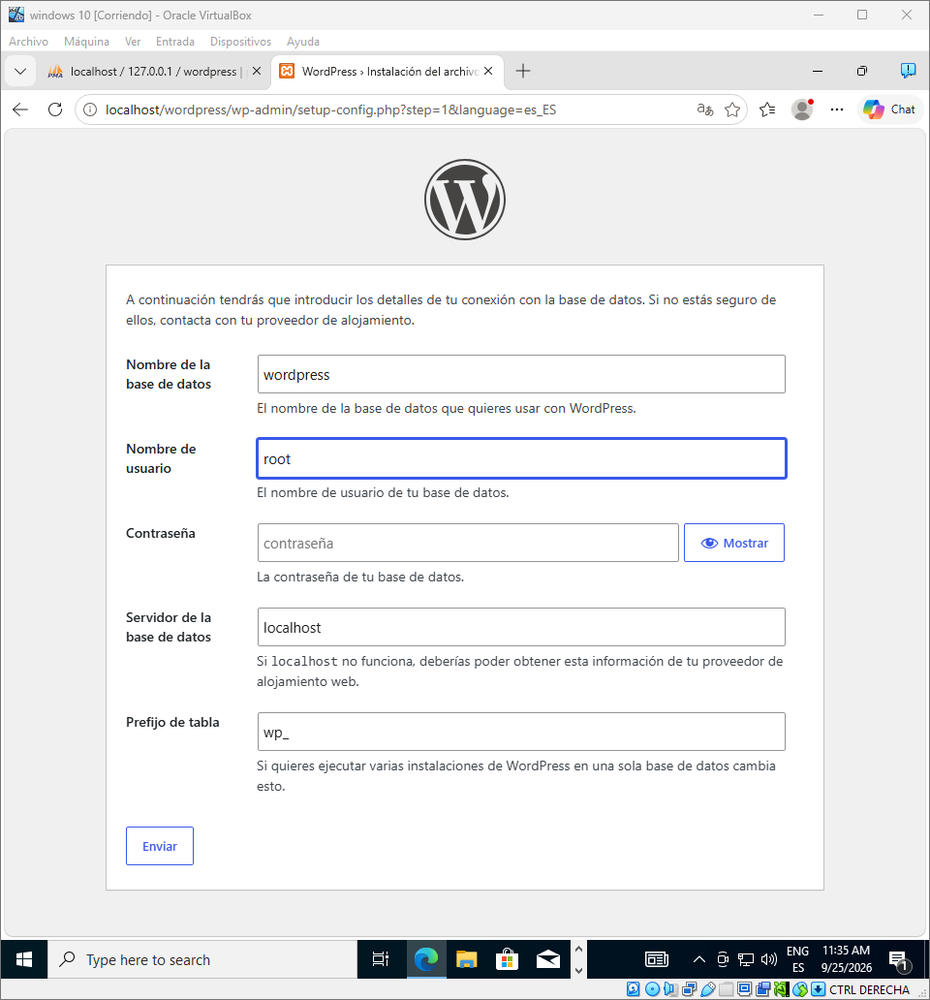 windows 10 [Corriendo] - Oracle VirtualBox
Archivo Máquina Ver Entrada Dispositivos Ayuda
PMA localhost / 127.0.0.1 / wordpress | WordPress › Instalación del archivo
localhost/wordpress/wp-admin/setup-config.php?step=1&language=es_ES Chat
A continuación tendrás que introducir los detalles de tu conexión con la base de datos. Si no estás seguro de
ellos, contacta con tu proveedor de alojamiento.
Nombre de la
base de datos
wordpress
El nombre de la base de datos que quieres usar con WordPress.
Nombre de
usuario
root
El nombre de usuario de tu base de datos.
Contraseña
contraseña
Mostrar
La contraseña de tu base de datos.
Servidor de la
base de datos
localhost
Si localhost no funciona, deberías poder obtener esta información de tu proveedor de
alojamiento web.
Prefijo de tabla
wp_
Si quieres ejecutar varias instalaciones de WordPress en una sola base de datos cambia
esto.
Enviar
Type here to search
ENG
ES
11:35 AM
9/25/2026
1
CTRL DERECHA